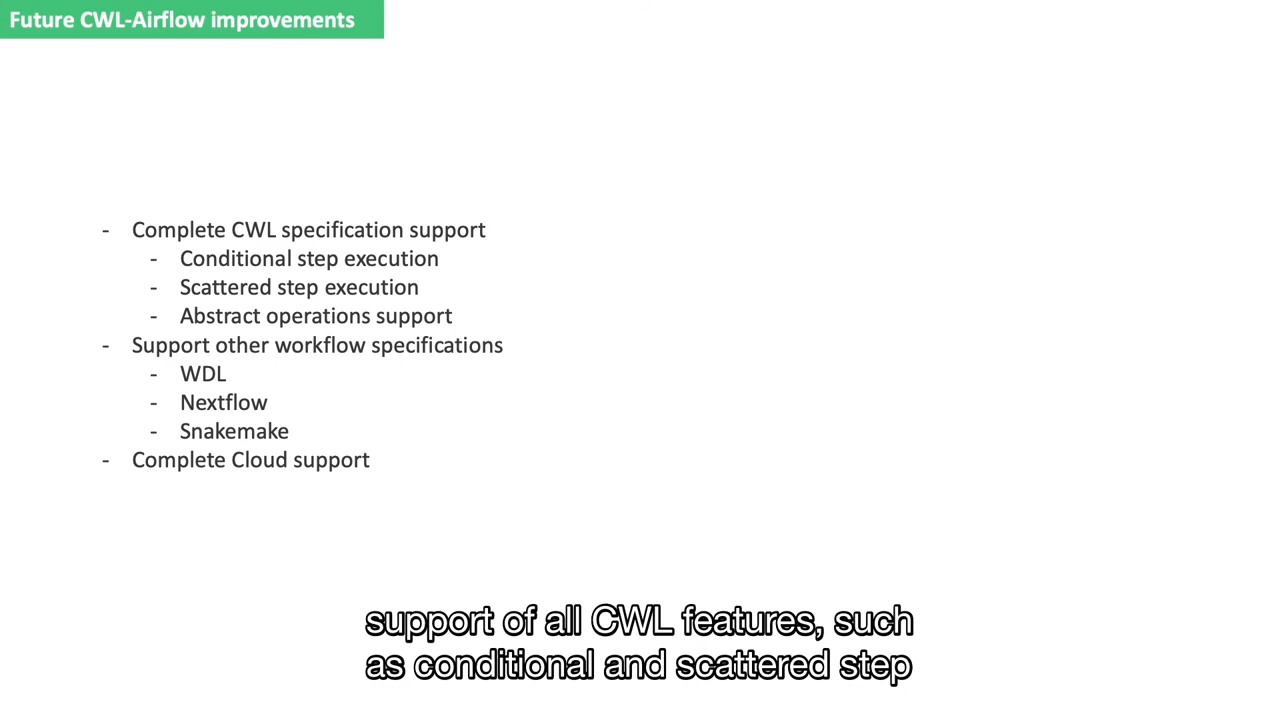 Future CWL-Airflow improvements
- Complete CWL specification support
- Conditional step execution
- Scattered step execution
- Abstract operations support
- Support other workflow specifications
- WDL
- Nextflow
- Snakemake
- Complete Cloud support
support of all CWL features, such
as conditional and scattered step